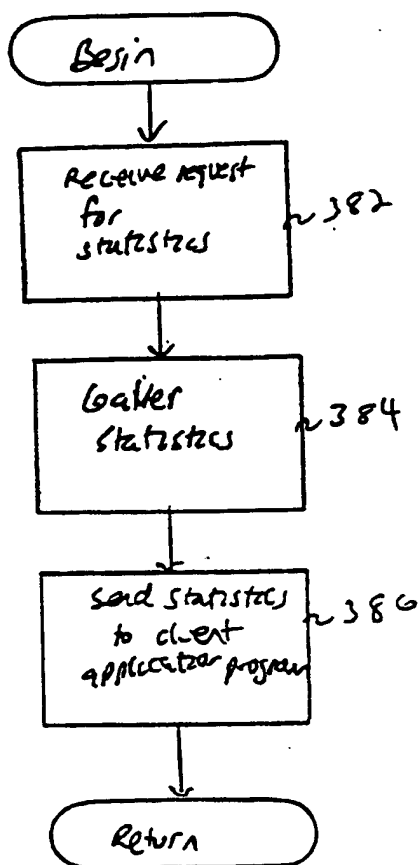 Begin
Receive request
for
statistics
~ 382
Gather
statistics
~ 384
Send statistics
to client
application program
~ 386
Return